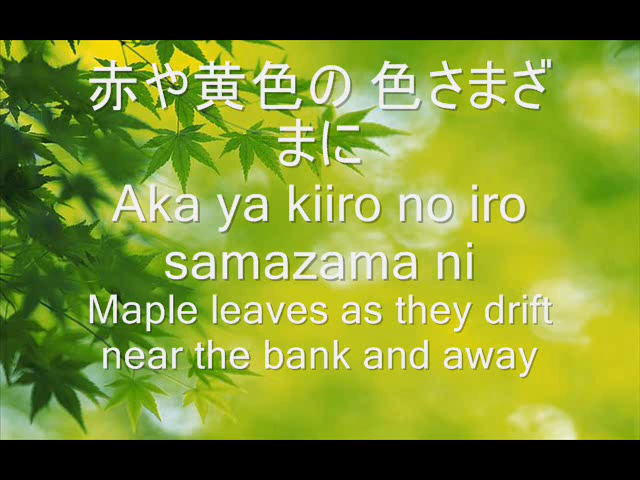 赤や黄色の 色さまざ
まに
Aka ya kiiro no iro
samazama ni
Maple leaves as they drift
near the bank and away